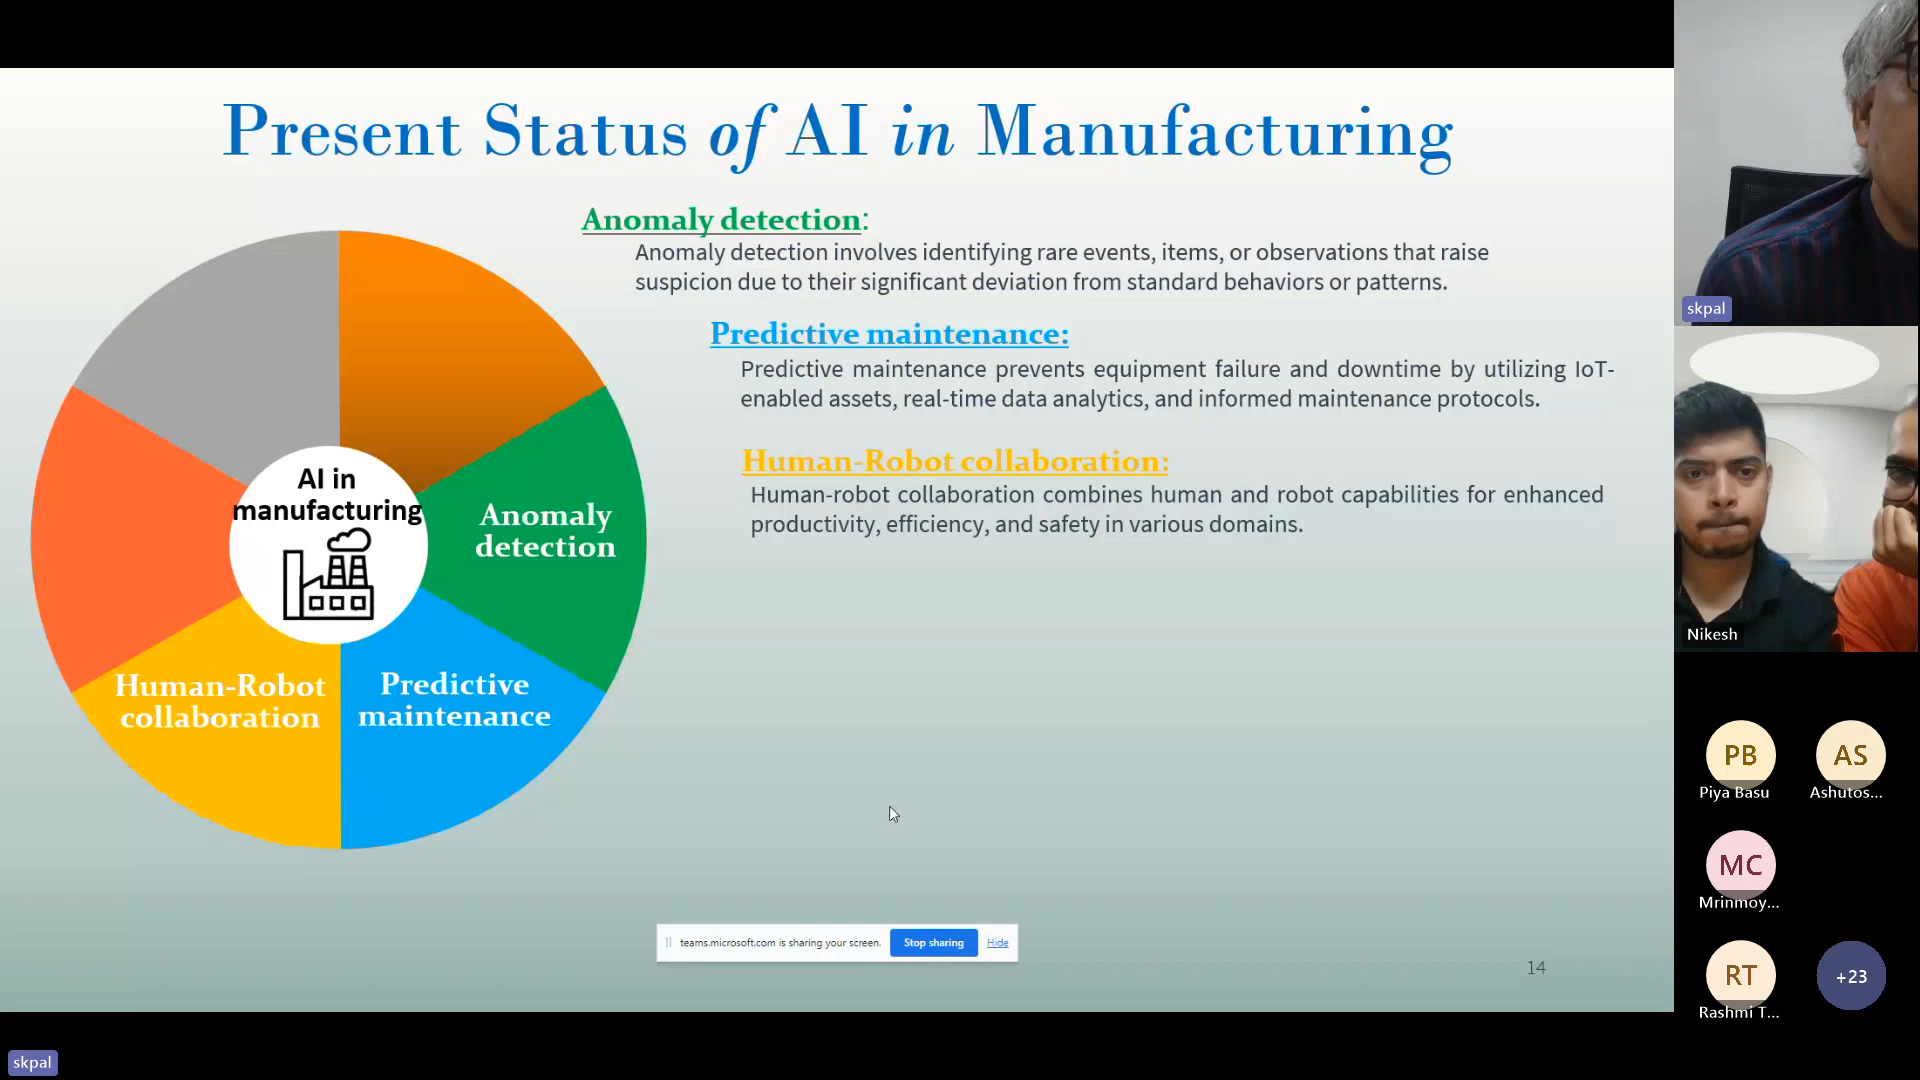 Present Status of AI in Manufacturing
Anomaly detection:
Anomaly detection involves identifying rare events, items, or observations that raise
suspicion due to their significant deviation from standard behaviors or patterns.
Predictive maintenance:
Predictive maintenance prevents equipment failure and downtime by utilizing IoT-
enabled assets, real-time data analytics, and informed maintenance protocols.
Human-Robot collaboration:
Human-robot collaboration combines human and robot capabilities for enhanced
productivity, efficiency, and safety in various domains.
AI in
manufacturing
Anomaly
detection
Human-Robot
collaboration
Predictive
maintenance
teams.microsoft.com is sharing your screen.
Stop sharing
Hide
14
skpal
Nikesh
PB
Piya Basu
AS
Ashutos...
MC
Mrinmoy...
RT
Rashmi T...
+23
skpal